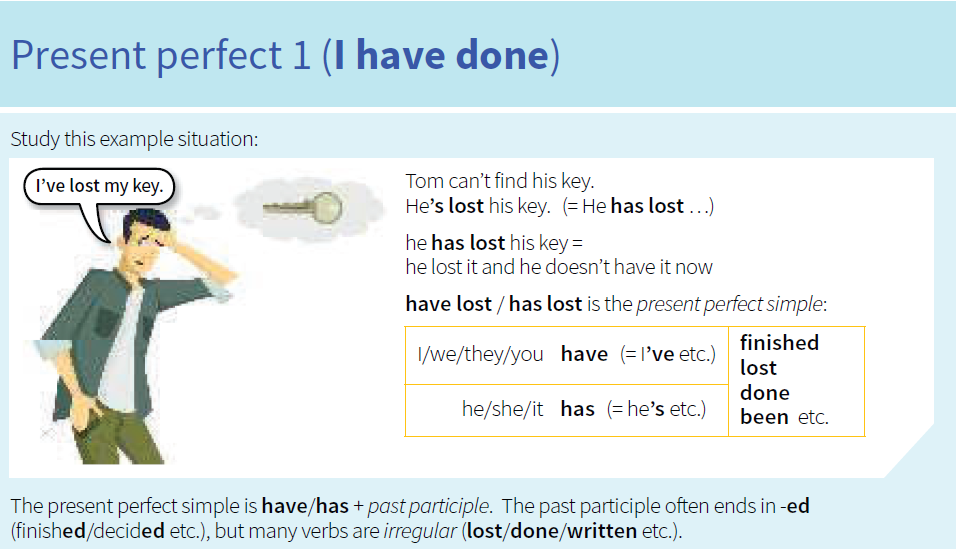 Present perfect 1 (I have done)
Study this example situation:
I’ve lost my key.
Tom can’t find his key.
He’s lost his key. (= He has lost …)
he has lost his key =
he lost it and he doesn’t have it now
have lost / has lost is the present perfect simple:
I/we/they/you have (= I’ve etc.)
he/she/it has (= he’s etc.)
finished
lost
done
been etc.
The present perfect simple is have/has + past participle. The past participle often ends in -ed
(finished/decided etc.), but many verbs are irregular (lost/done/written etc.).